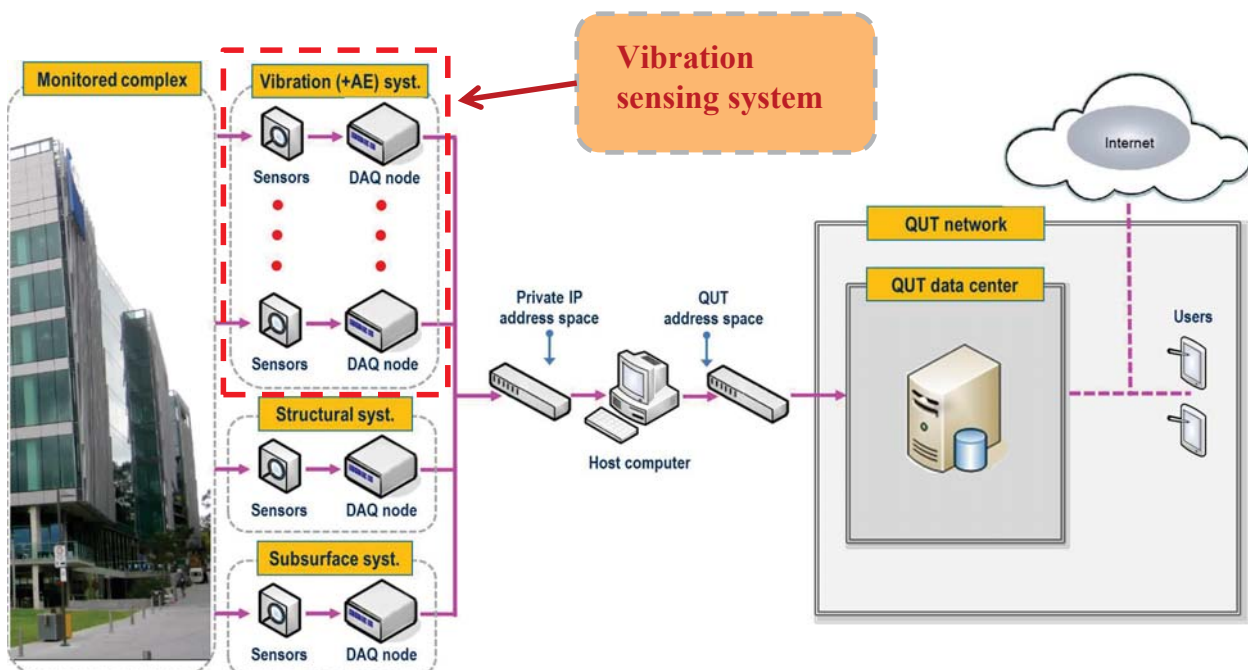 Vibration
sensing system
Monitored complex
Vibration (+AE) syst.
Sensors
DAQ node
Sensors
DAQ node
Structural syst.
Sensors
DAQ node
Subsurface syst.
Sensors
DAQ node
Private IP
address space
QUT
address space
Host computer
Internet
QUT network
QUT data center
Users